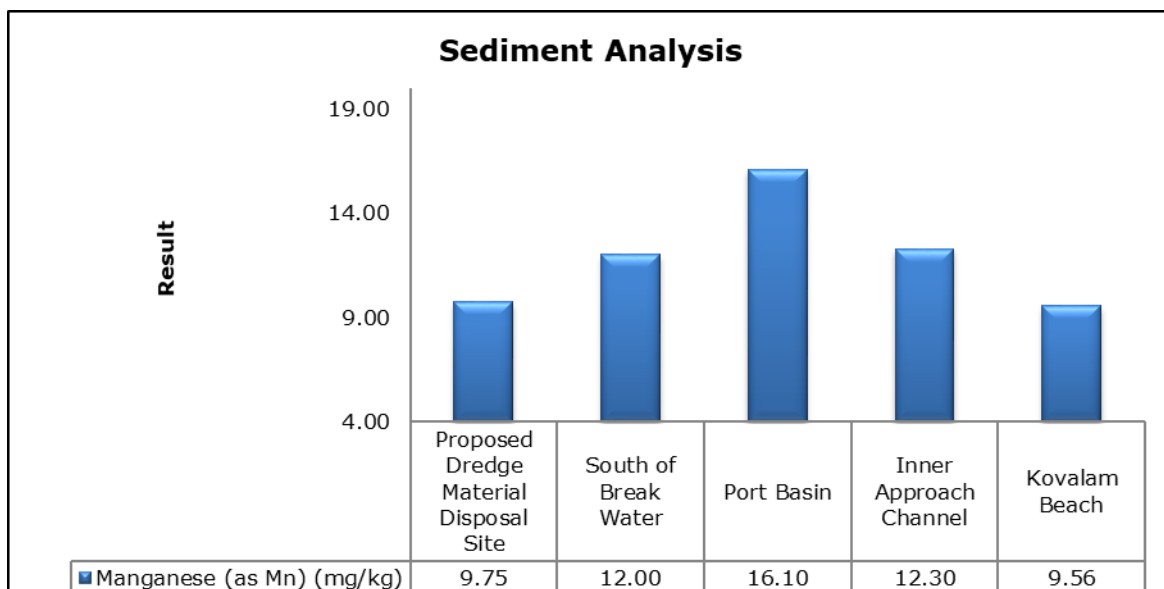 Sediment Analysis
Result
19.00
14.00
9.00
4.00
Proposed
Dredge
Material
Disposal
Site
South of
Break
Water
Port Basin
Inner
Approach
Channel
Kovalam
Beach
Manganese (as Mn) (mg/kg) 9.75 12.00 16.10 12.30 9.56